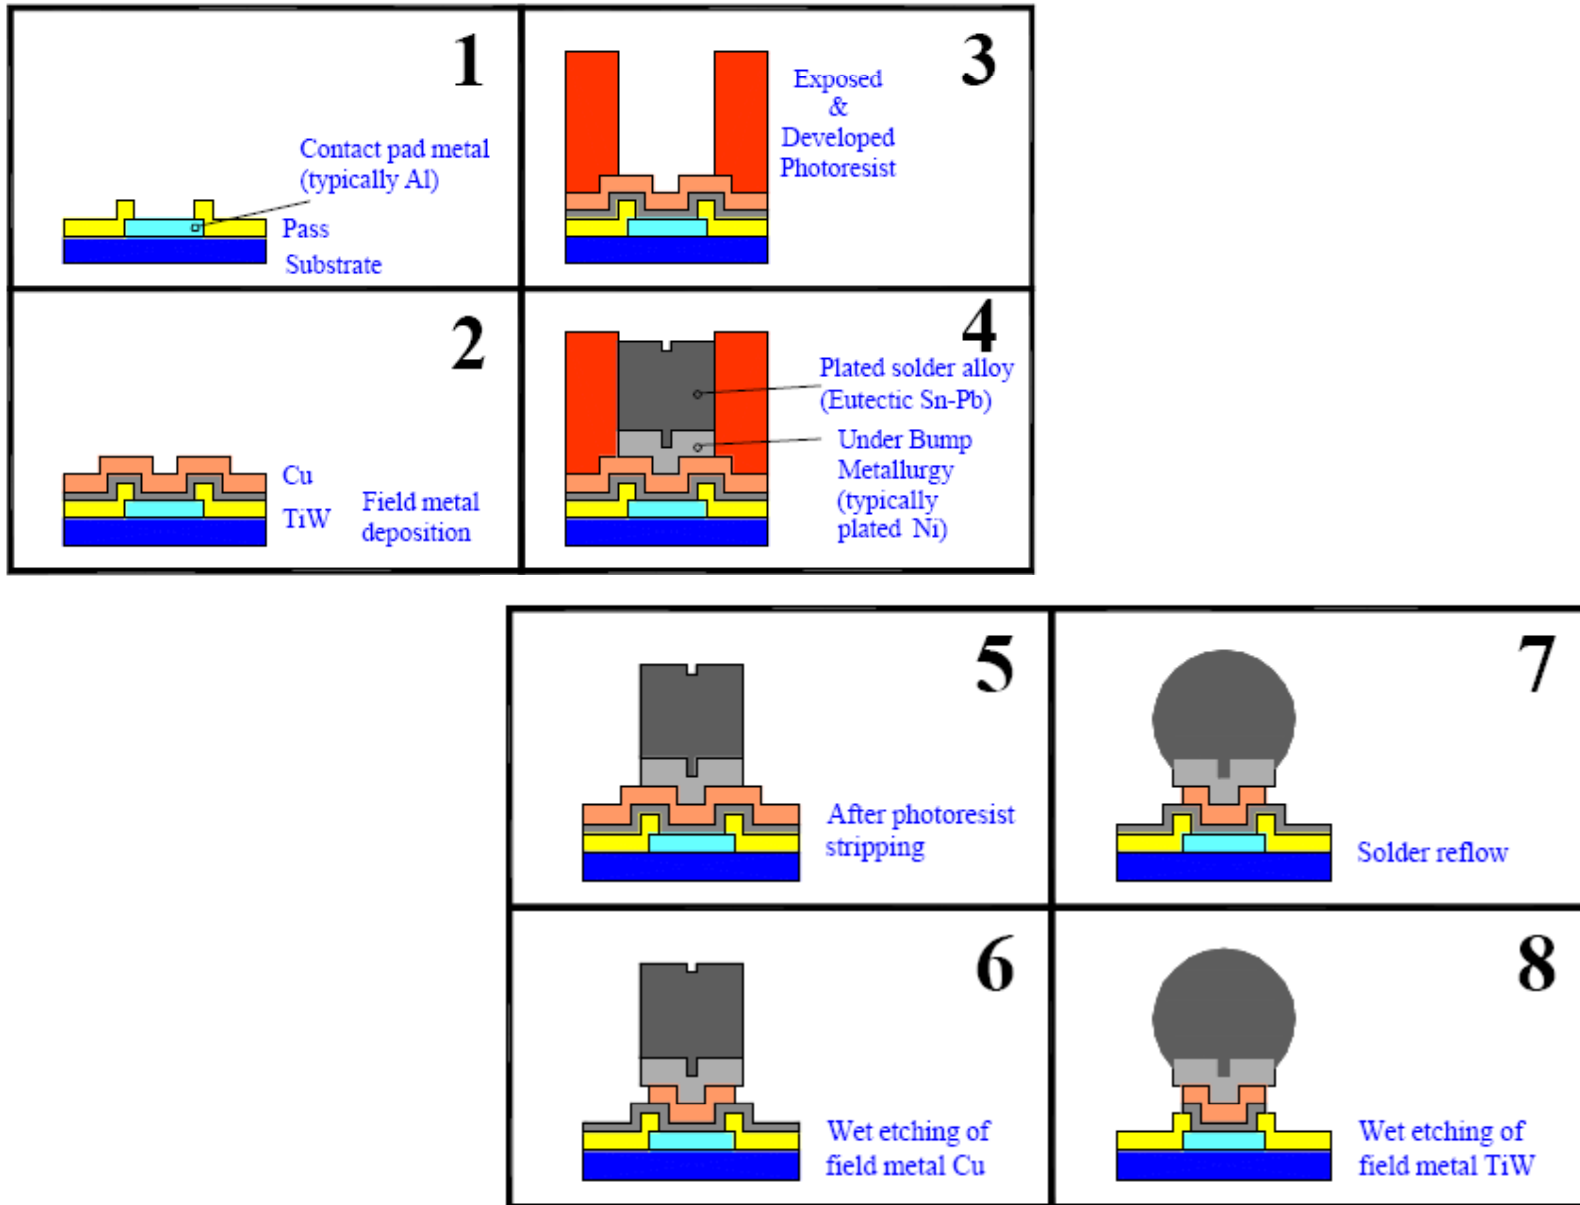 1
Contact pad metal
(typically Al)
Pass
Substrate
2
Cu
TiW
Field metal
deposition
3
Exposed
&
Developed
Photoresist
4
Plated solder alloy
(Eutectic Sn-Pb)
Under Bump
Metallurgy
(typically
plated Ni)
5
After photoresist
stripping
6
Wet etching of
field metal Cu
7
Solder reflow
8
Wet etching of
field metal TiW